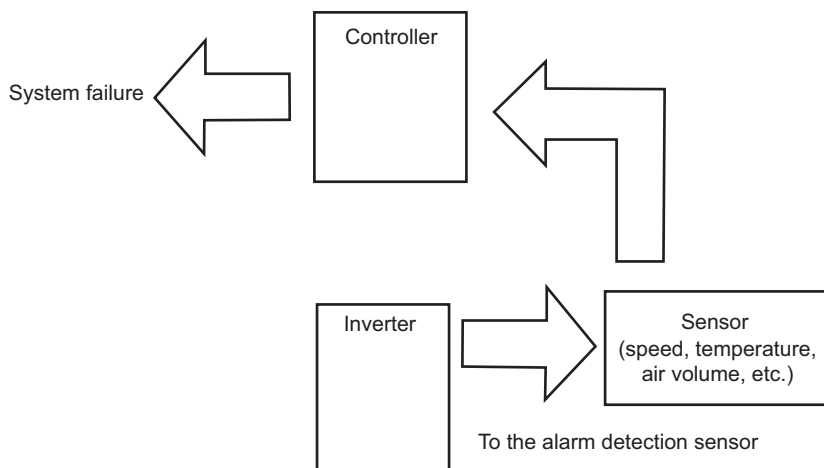 Controller
System failure
Inverter
Sensor
(speed, temperature,
air volume, etc.)
To the alarm detection sensor